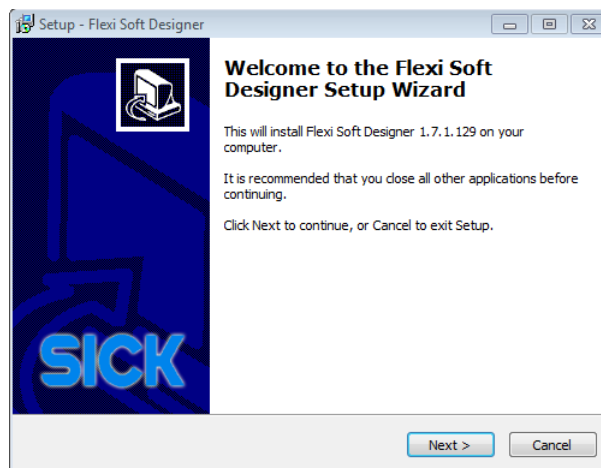 Setup - Flexi Soft Designer
Welcome to the Flexi Soft
Designer Setup Wizard
This will install Flexi Soft Designer 1.7.1.129 on your
computer.
It is recommended that you close all other applications before
continuing.
Click Next to continue, or Cancel to exit Setup.
SICK
Next >
Cancel